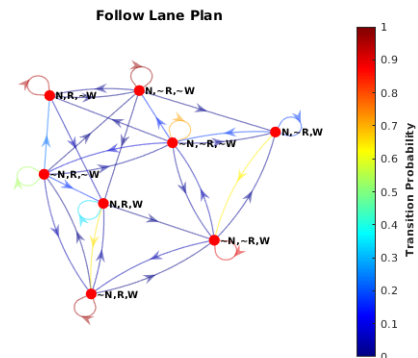 Follow Lane Plan
N,R,~W
N,~R,~W
~N,~R,~W
N,~R,W
~N,R,~W
N,R,W
~N,~R,W
~N,R,W
1
0.9
0.8
0.7
0.6
0.5
0.4
0.3
0.2
0.1
0
Transition Probability